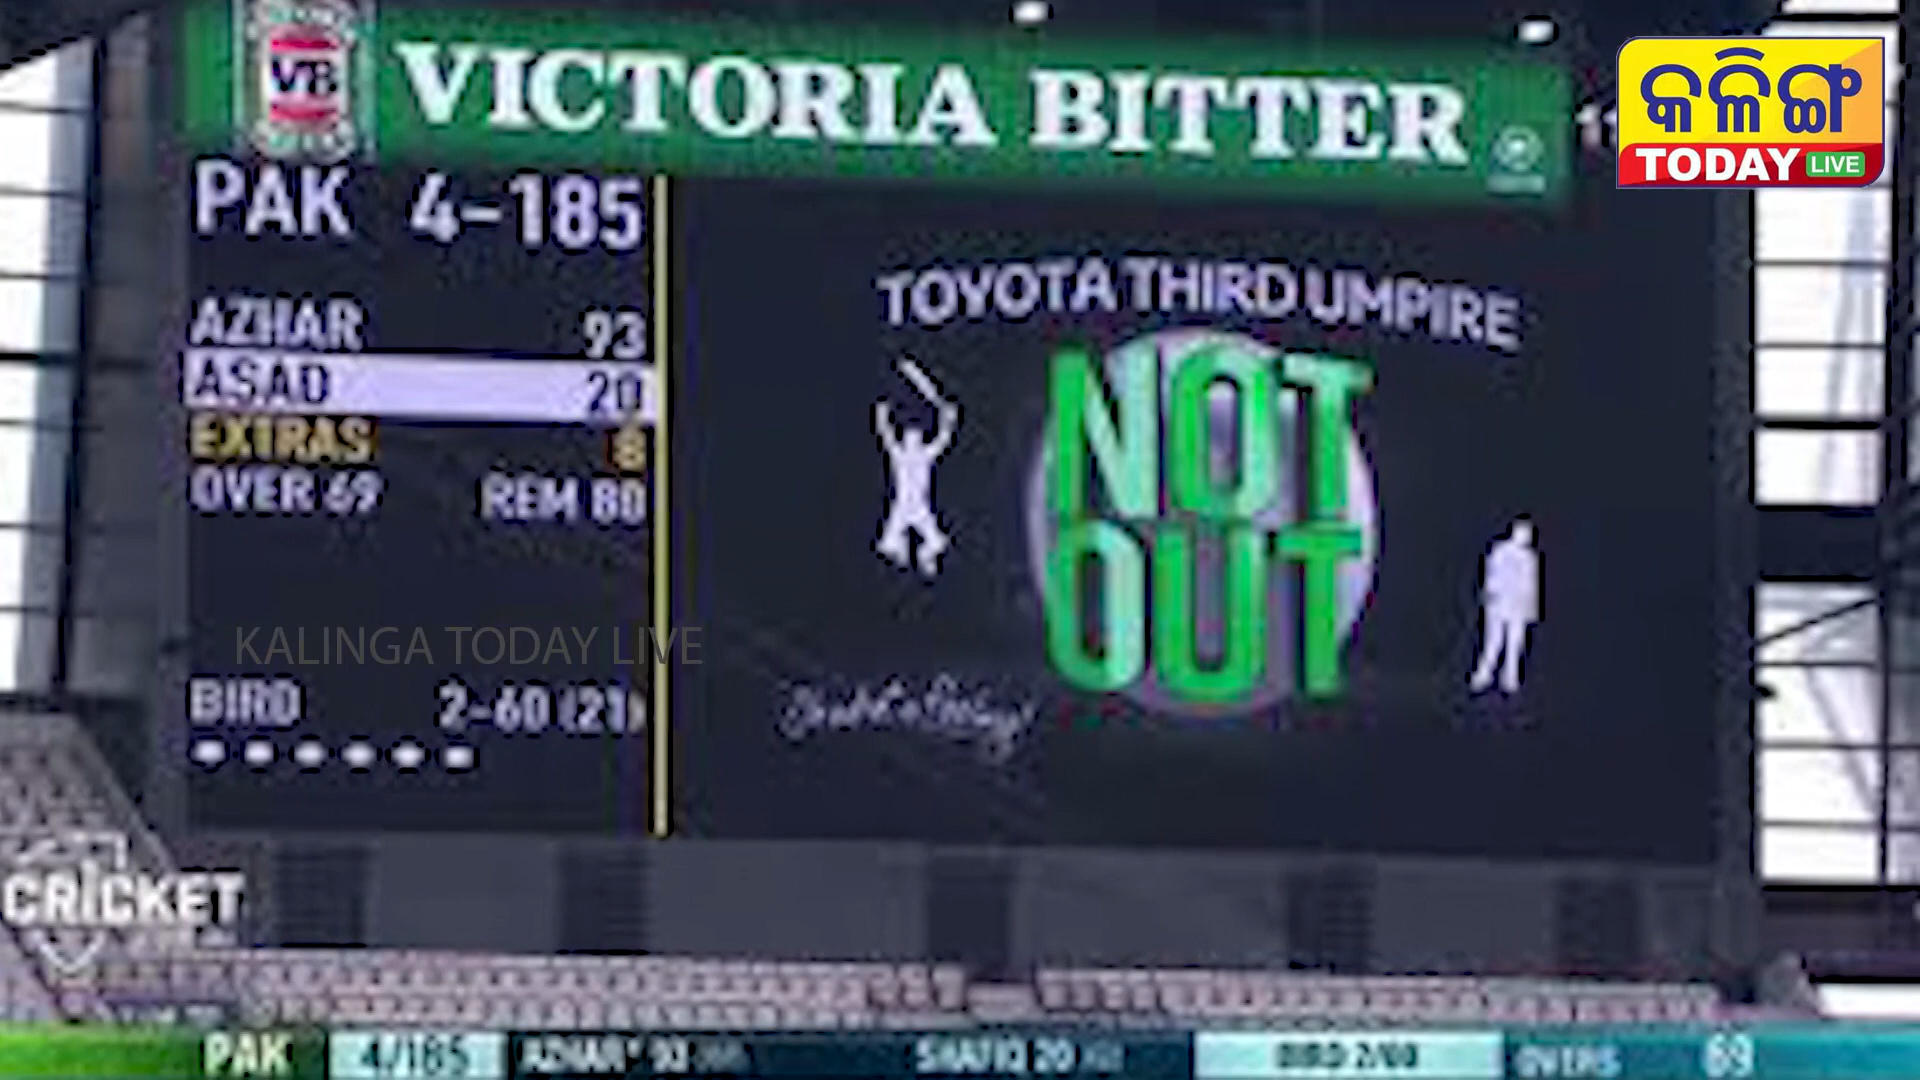 VB VICTORIA BITTER
କଳିଙ୍ଗ
TODAY LIVE
PAK 4-185
AZHAR 93
ASAD 20
EXTRAS 8
OVER 69 REM 80
BIRD 2-60 (21)
TOYOTA THIRD UMPIRE
NOT
OUT
KALINGA TODAY LIVE
CRICKET
PAK 4/185 AZHAR* 93 SHAFIQ 20 BIRD 2/60 OVERS 69